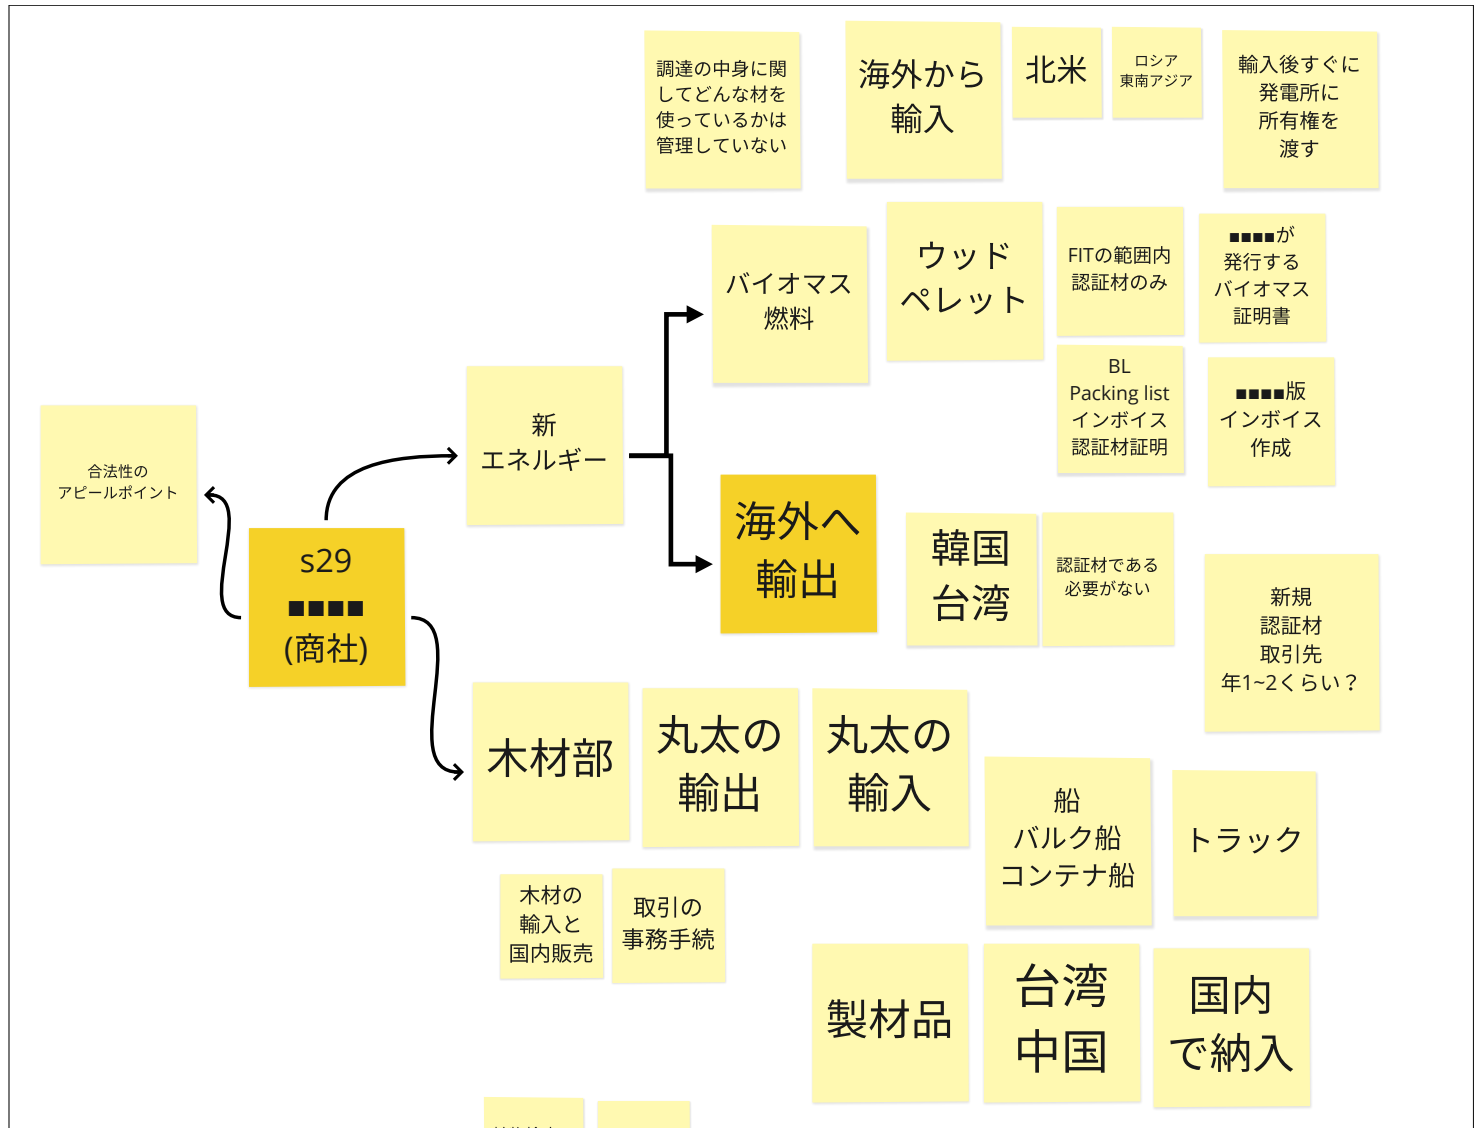 調達の中身に関
してどんな材を
使っているかは
管理していない
海外から
輸入
北米
ロシア
東南アジア
輸入後すぐに
発電所に
所有権を
渡す
バイオマス
燃料
ウッド
ペレット
FITの範囲内
認証材のみ
■■■■が
発行する
バイオマス
証明書
BL
Packing list
インボイス
認証材証明
■■■■版
インボイス
作成
新
エネルギー
合法性の
アピールポイント
s29
■■■■
(商社)
海外へ
輸出
韓国
台湾
認証材である
必要がない
新規
認証材
取引先
年1~2くらい？
木材部
丸太の
輸出
丸太の
輸入
船
バルク船
コンテナ船
トラック
木材の
輸入と
国内販売
取引の
事務手続
製材品
台湾
中国
国内
で納入